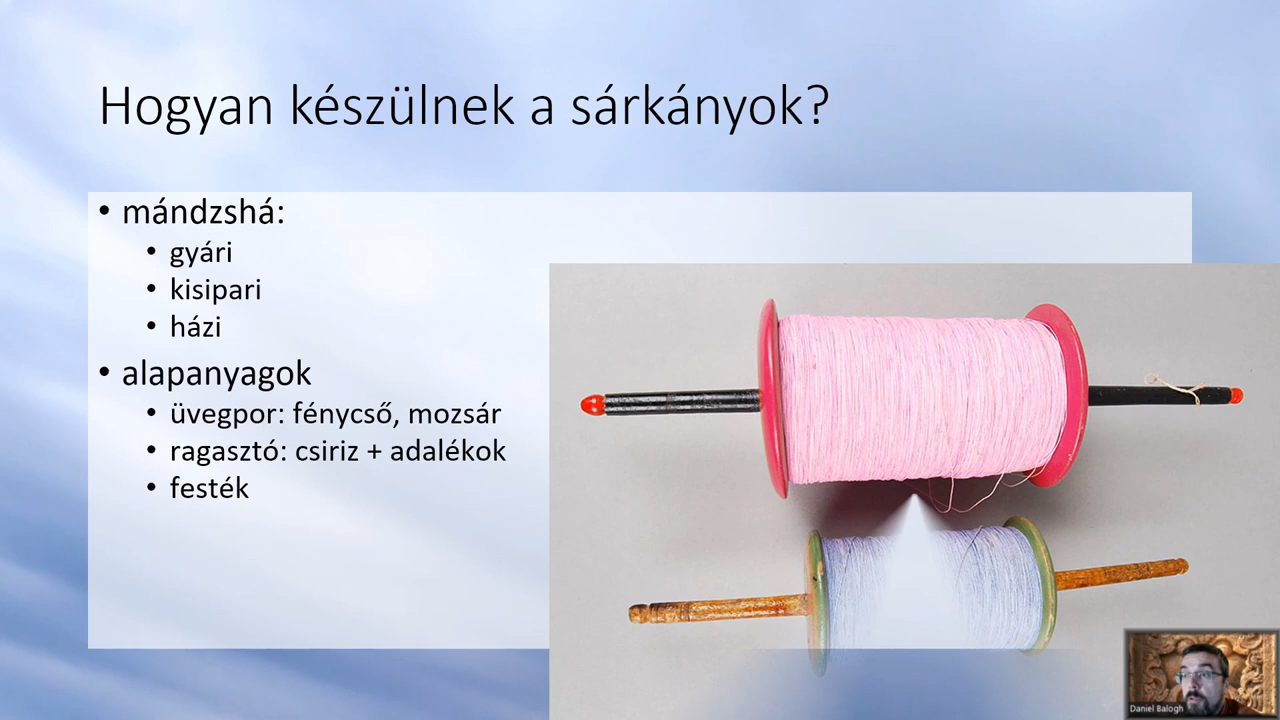 Hogyan készülnek a sárkányok?
• mándzshá:
• gyári
• kisipari
• házi
• alapanyagok
• üvegpor: fénycső, mozsár
• ragasztó: csiriz + adalékok
• festék
Daniel Balogh